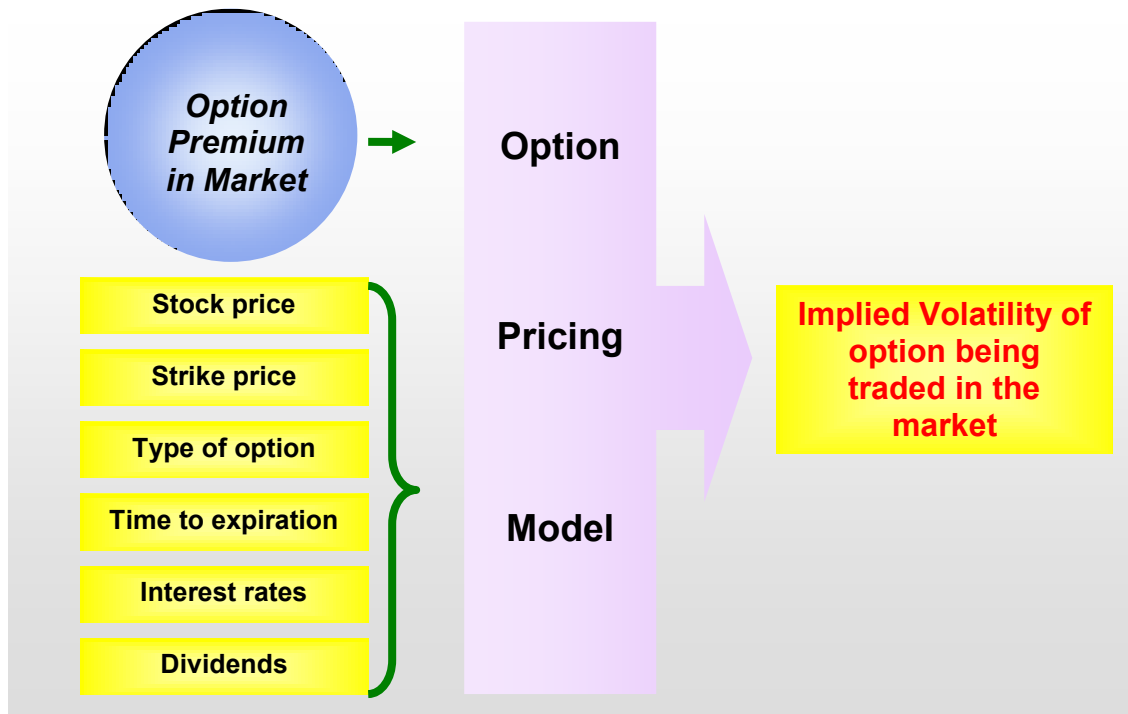 Option
Premium
in Market
Stock price
Strike price
Type of option
Time to expiration
Interest rates
Dividends
Option
Pricing
Model
Implied Volatility of
option being
traded in the
market